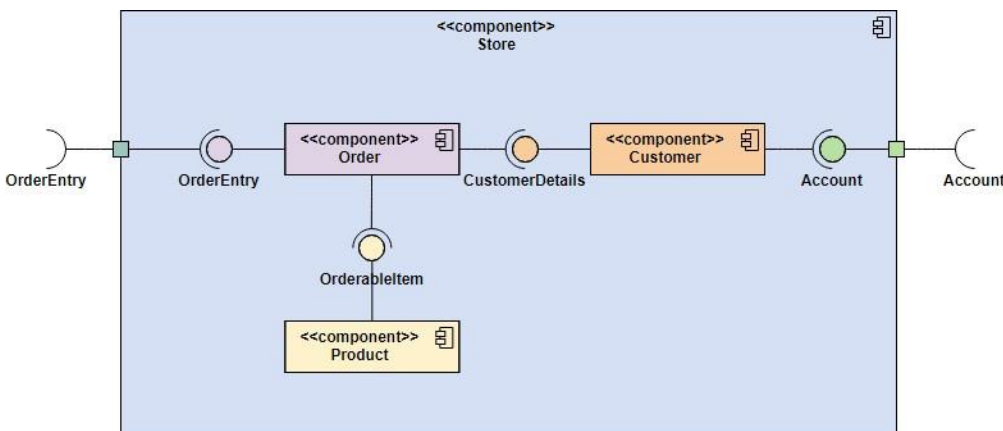 <<component>>
Store
<<component>>
Order
<<component>>
Customer
OrderEntry
OrderEntry
CustomerDetails
Account
Account
OrderableItem
<<component>>
Product